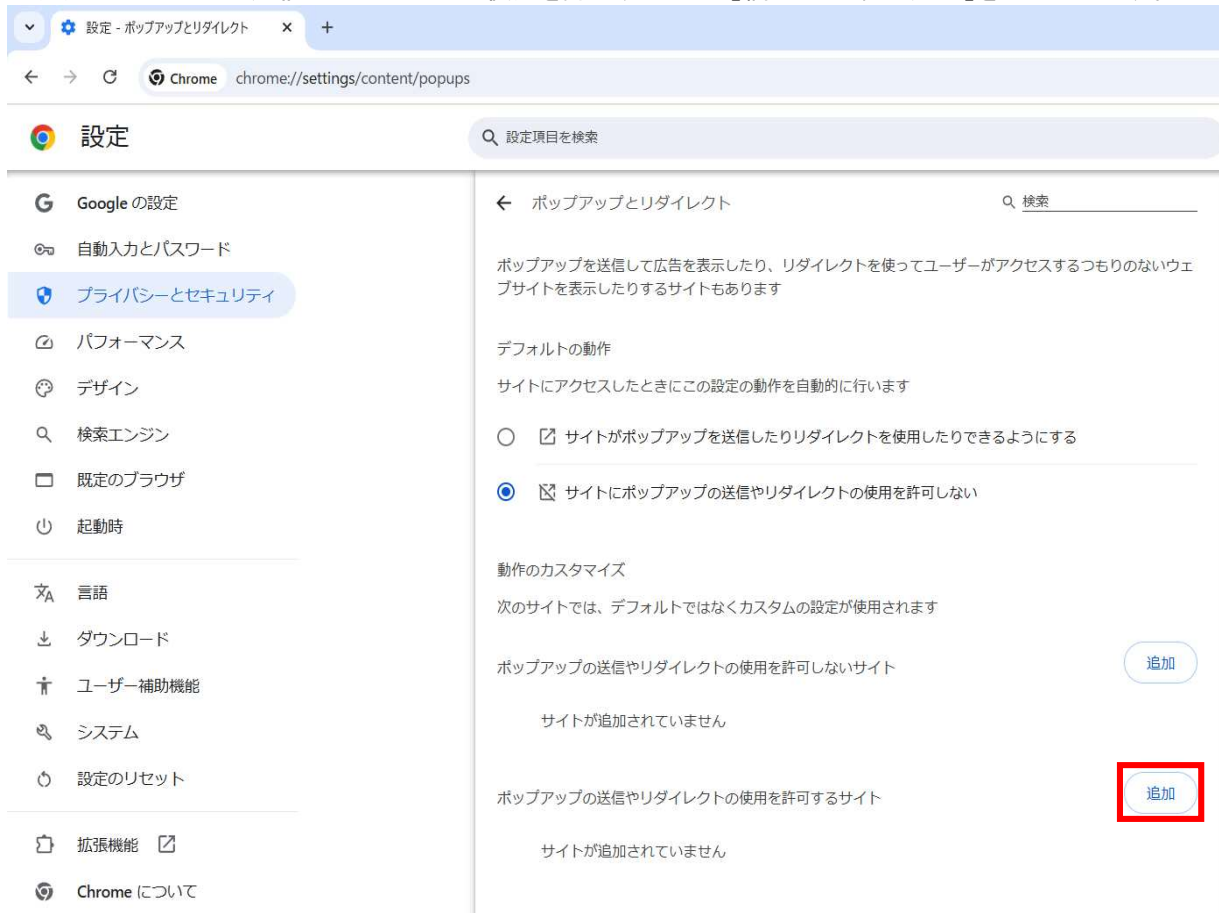 設定 - ポップアップとリダイレクト
Chrome chrome://settings/content/popups
設定
設定項目を検索
Google の設定
自動入力とパスワード
プライバシーとセキュリティ
パフォーマンス
デザイン
検索エンジン
既定のブラウザ
起動時
言語
ダウンロード
ユーザー補助機能
システム
設定のリセット
拡張機能
Chrome について
ポップアップとリダイレクト
検索
ポップアップを送信して広告を表示したり、リダイレクトを使ってユーザーがアクセスするつもりのないウェ
ブサイトを表示したりするサイトもあります
デフォルトの動作
サイトにアクセスしたときにこの設定の動作を自動的に行います
サイトがポップアップを送信したりリダイレクトを使用したりできるようにする
サイトにポップアップの送信やリダイレクトの使用を許可しない
動作のカスタマイズ
次のサイトでは、デフォルトではなくカスタムの設定が使用されます
ポップアップの送信やリダイレクトの使用を許可しないサイト
追加
サイトが追加されていません
ポップアップの送信やリダイレクトの使用を許可するサイト
追加
サイトが追加されていません